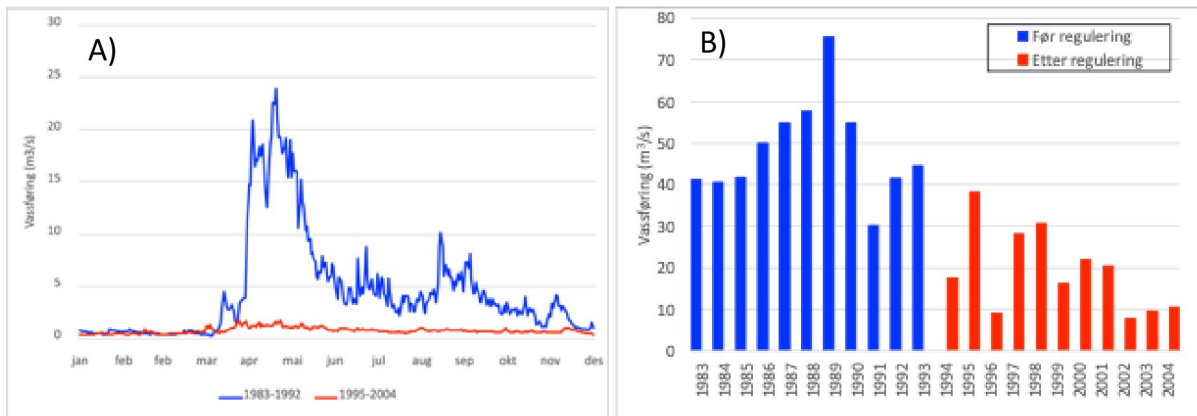 A)
30
25
20
15
10
5
0
Vassføring (m3/s)
jan feb feb mar apr mai jun jul aug sep okt nov des
1983-1992 1995-2004
B)
Før regulering
Etter regulering
80
70
60
50
40
30
20
10
0
Vassføring (m³/s)
1983 1984 1985 1986 1987 1988 1989 1990 1991 1992 1993 1994 1995 1996 1997 1998 1999 2000 2001 2002 2003 2004